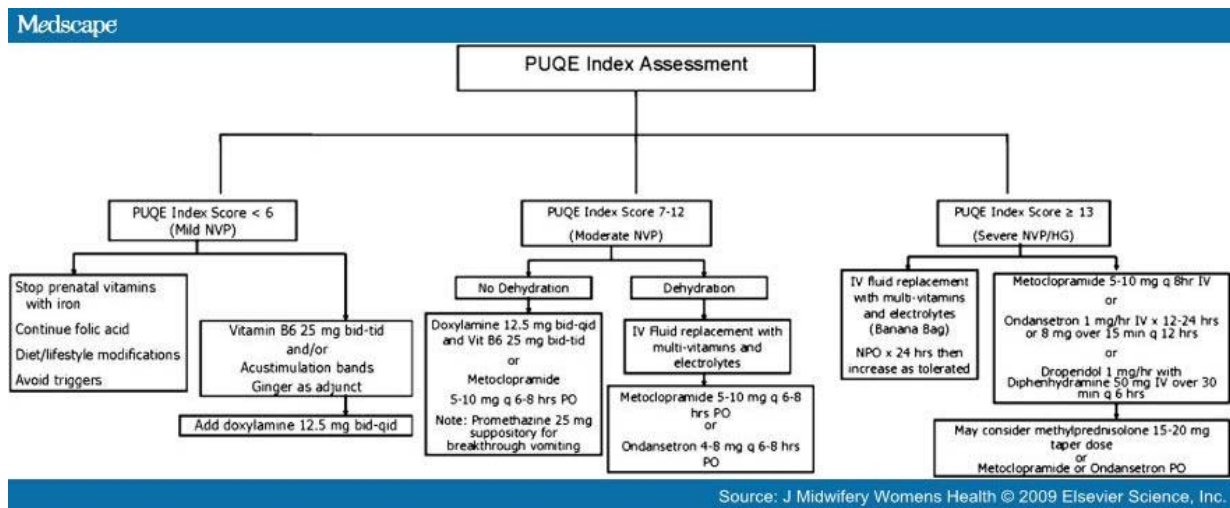 Medscape
PUQE Index Assessment
PUQE Index Score < 6
(Mild NVP)
Stop prenatal vitamins
with iron
Continue folic acid
Diet/lifestyle modifications
Avoid triggers
Vitamin B6 25 mg bid-tid
and/or
Acustimulation bands
Ginger as adjunct
Add doxylamine 12.5 mg bid-qid
PUQE Index Score 7-12
(Moderate NVP)
No Dehydration
Doxylamine 12.5 mg bid-qid
and Vit B6 25 mg bid-tid
or
Metoclopramide
5-10 mg q 6-8 hrs PO
Note: Promethazine 25 mg
suppository for
breakthrough vomiting
Dehydration
IV Fluid replacement with
multi-vitamins and
electrolytes
Metoclopramide 5-10 mg q 6-8
hrs PO
or
Ondansetron 4-8 mg q 6-8 hrs
PO
PUQE Index Score ≥ 13
(Severe NVP/HG)
IV fluid replacement
with multi-vitamins
and electrolytes
(Banana Bag)
NPO x 24 hrs then
increase as tolerated
Metoclopramide 5-10 mg q 8hr IV
or
Ondansetron 1 mg/hr IV x 12-24 hrs
or 8 mg over 15 min q 12 hrs
or
Droperidol 1 mg/hr with
Diphenhydramine 50 mg IV over 30
min q 6 hrs
May consider methylprednisolone 15-20 mg
taper dose
or
Metoclopramide or Ondansetron PO
Source: J Midwifery Womens Health © 2009 Elsevier Science, Inc.